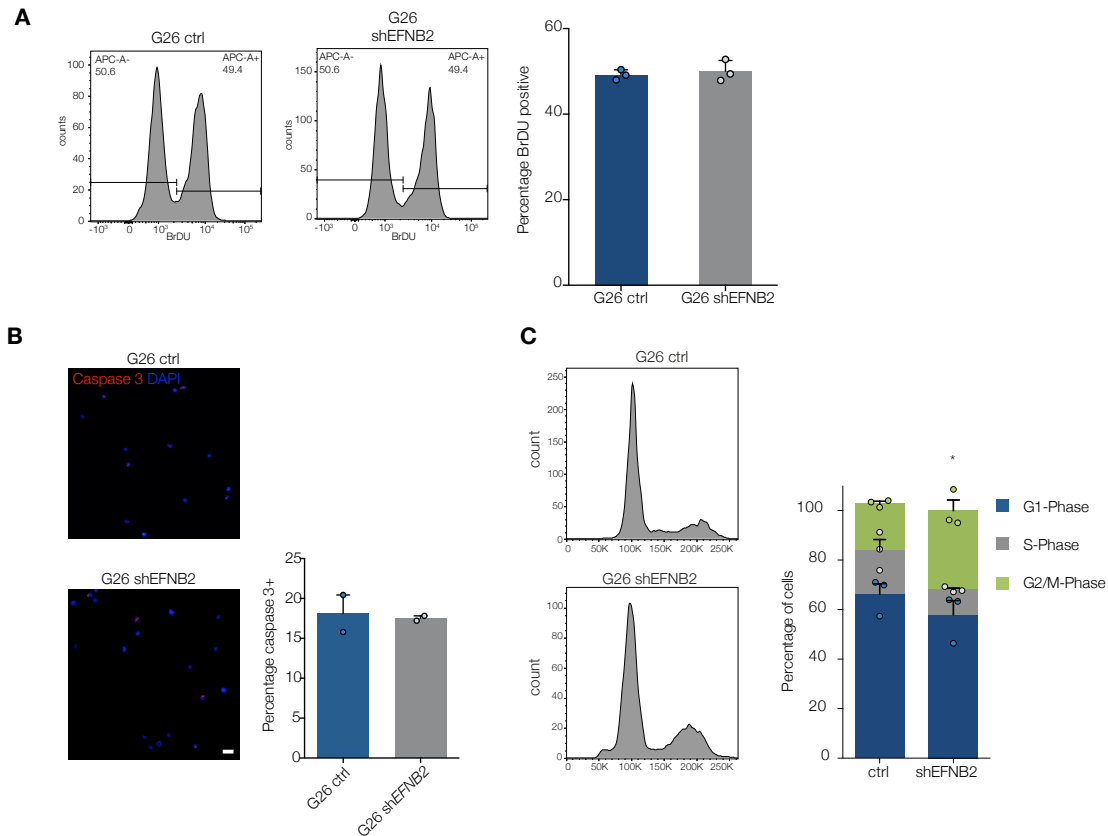 A
G26 ctrl
APC-A-
50.6
APC-A+
49.4
100
80
60
40
20
0
counts
-10³ 0 10³ 10⁴ 10⁵
BrDU
G26
shEFNB2
APC-A-
50.6
APC-A+
49.4
150
100
50
0
counts
-10³ 0 10³ 10⁴ 10⁵
BrDU
60
40
20
0
Percentage BrDU positive
G26 ctrl
G26 shEFNB2
B
G26 ctrl
Caspase 3 DAPI
G26 shEFNB2
25
20
15
10
5
0
Percentage caspase 3+
G26 ctrl
G26 shEFNB2
C
G26 ctrl
250
200
150
100
50
0
count
0 50K 100K 150K 200K 250K
G26 shEFNB2
100
80
60
40
20
0
count
0 50K 100K 150K 200K 250K
*
100
80
60
40
20
0
Percentage of cells
ctrl
shEFNB2
G1-Phase
S-Phase
G2/M-Phase